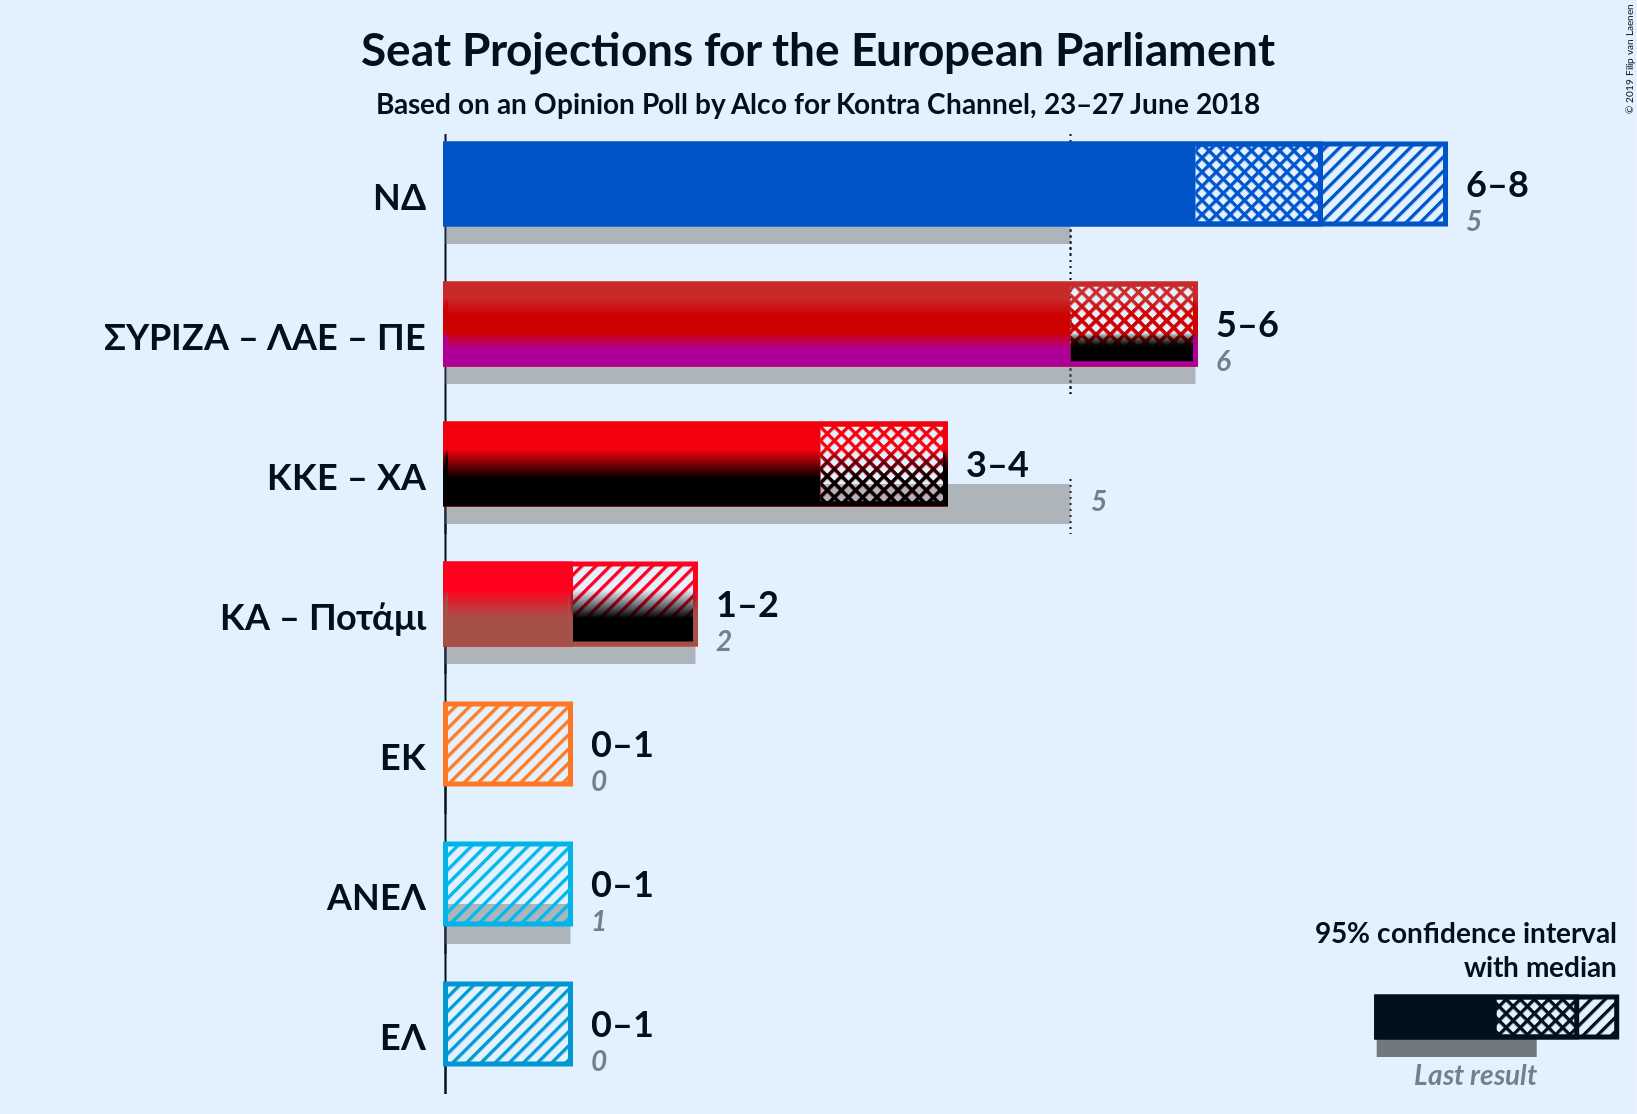 Seat Projections for the European Parliament
Based on an Opinion Poll by Alco for Kontra Channel, 23–27 June 2018
© 2019 Filip van Laenen
ΝΔ
6–8
5
ΣΥΡΙΖΑ – ΛΑΕ – ΠΕ
5–6
6
ΚΚΕ – ΧΑ
3–4
5
ΚΑ – Ποτάμι
1–2
2
ΕΚ
0–1
0
ΑΝΕΛ
0–1
1
ΕΛ
0–1
0
95% confidence interval
with median
Last result